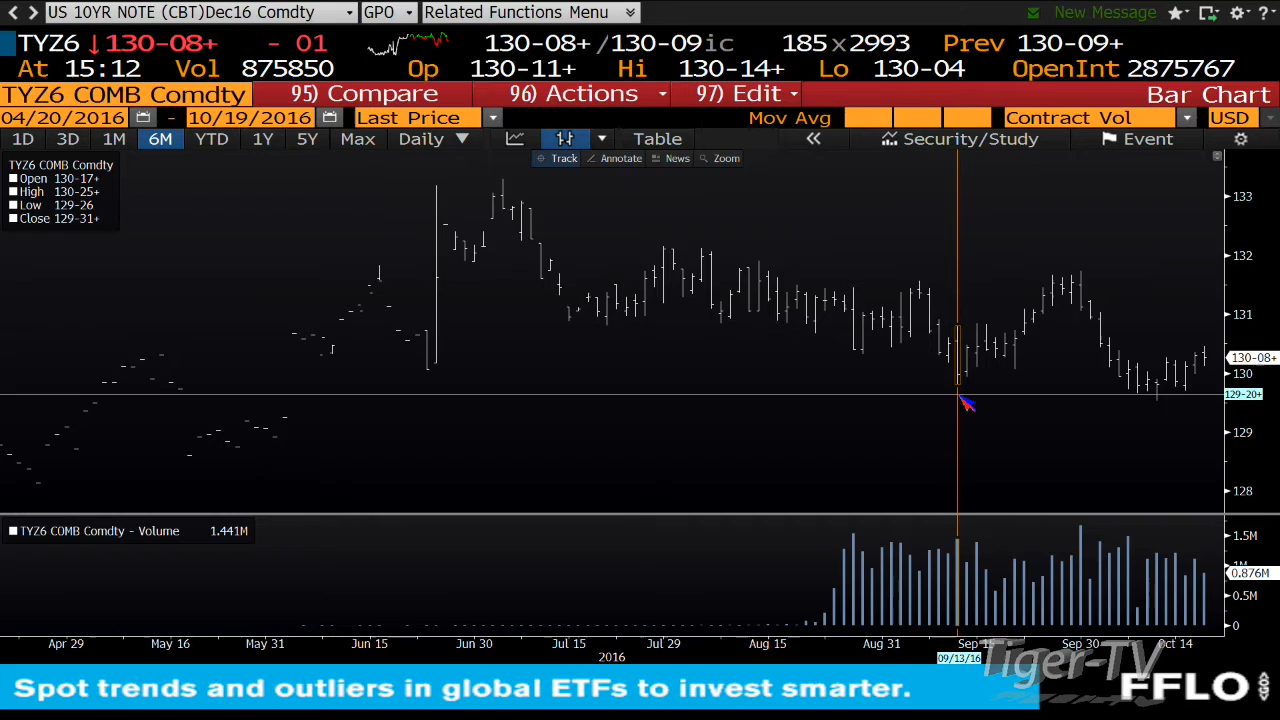 US 10YR NOTE (CBT)Dec16 Comdty GPO Related Functions Menu New Message ?
TYZ6 ↓130-08+ - 01 130-08+/130-09ic 185x2993 Prev 130-09+
At 15:12 Vol 875850 Op 130-11+ Hi 130-14+ Lo 130-04 OpenInt 2875767
TYZ6 COMB Comdty 95) Compare 96) Actions 97) Edit Bar Chart
04/20/2016 - 10/19/2016 Last Price Mov Avg Contract Vol USD
1D 3D 1M 6M YTD 1Y 5Y Max Daily Table Security/Study Event
Track Annotate News Zoom
TYZ6 COMB Comdty
Open 130-17+
High 130-25+
Low 129-26
Close 129-31+
133
132
131
130-08+
130
129-20+
129
128
TYZ6 COMB Comdty - Volume 1.441M
1.5M
1M
0.876M
0.5M
0
Apr 29 May 16 May 31 Jun 15 Jun 30 Jul 15 Jul 29 Aug 15 Aug 31 Sep 15 Sep 30 Oct 14
2016 09/13/16
Tiger-TV
Spot trends and outliers in global ETFs to invest smarter. FFLO